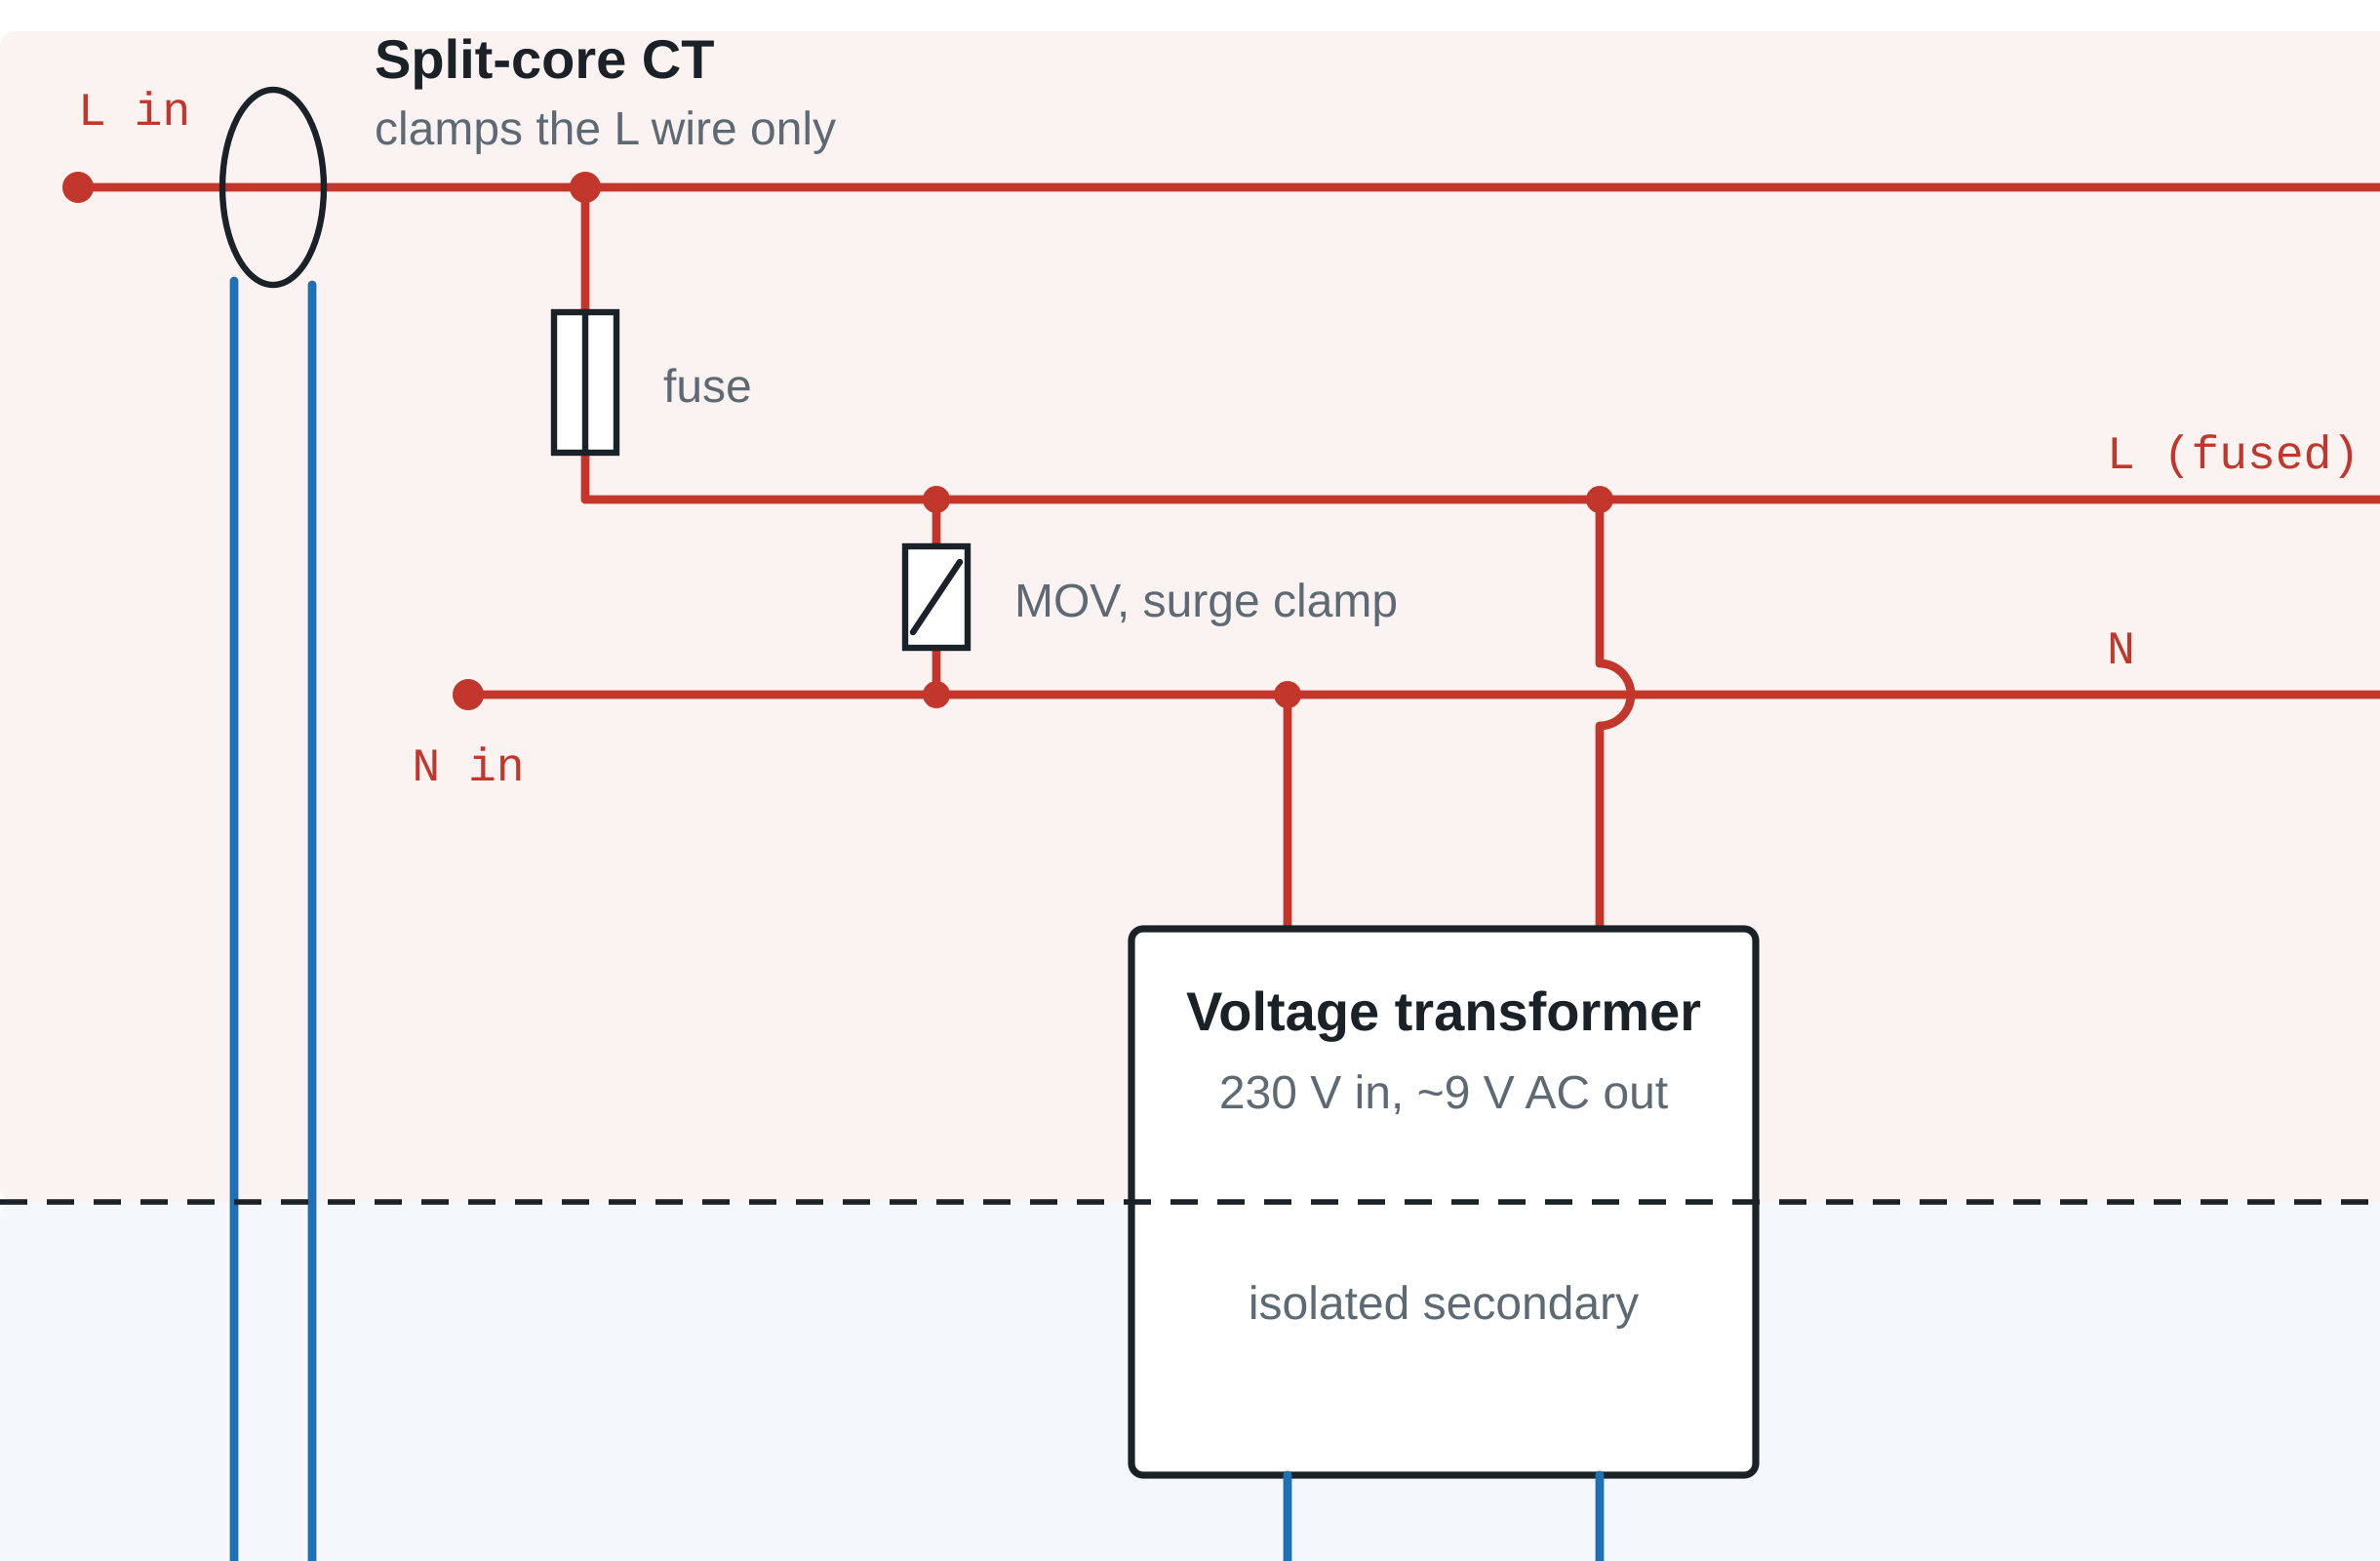 Split-core CT
L in
clamps the L wire only
fuse
L (fused)
MOV, surge clamp
N
N in
Voltage transformer
230 V in, ~9 V AC out
isolated secondary